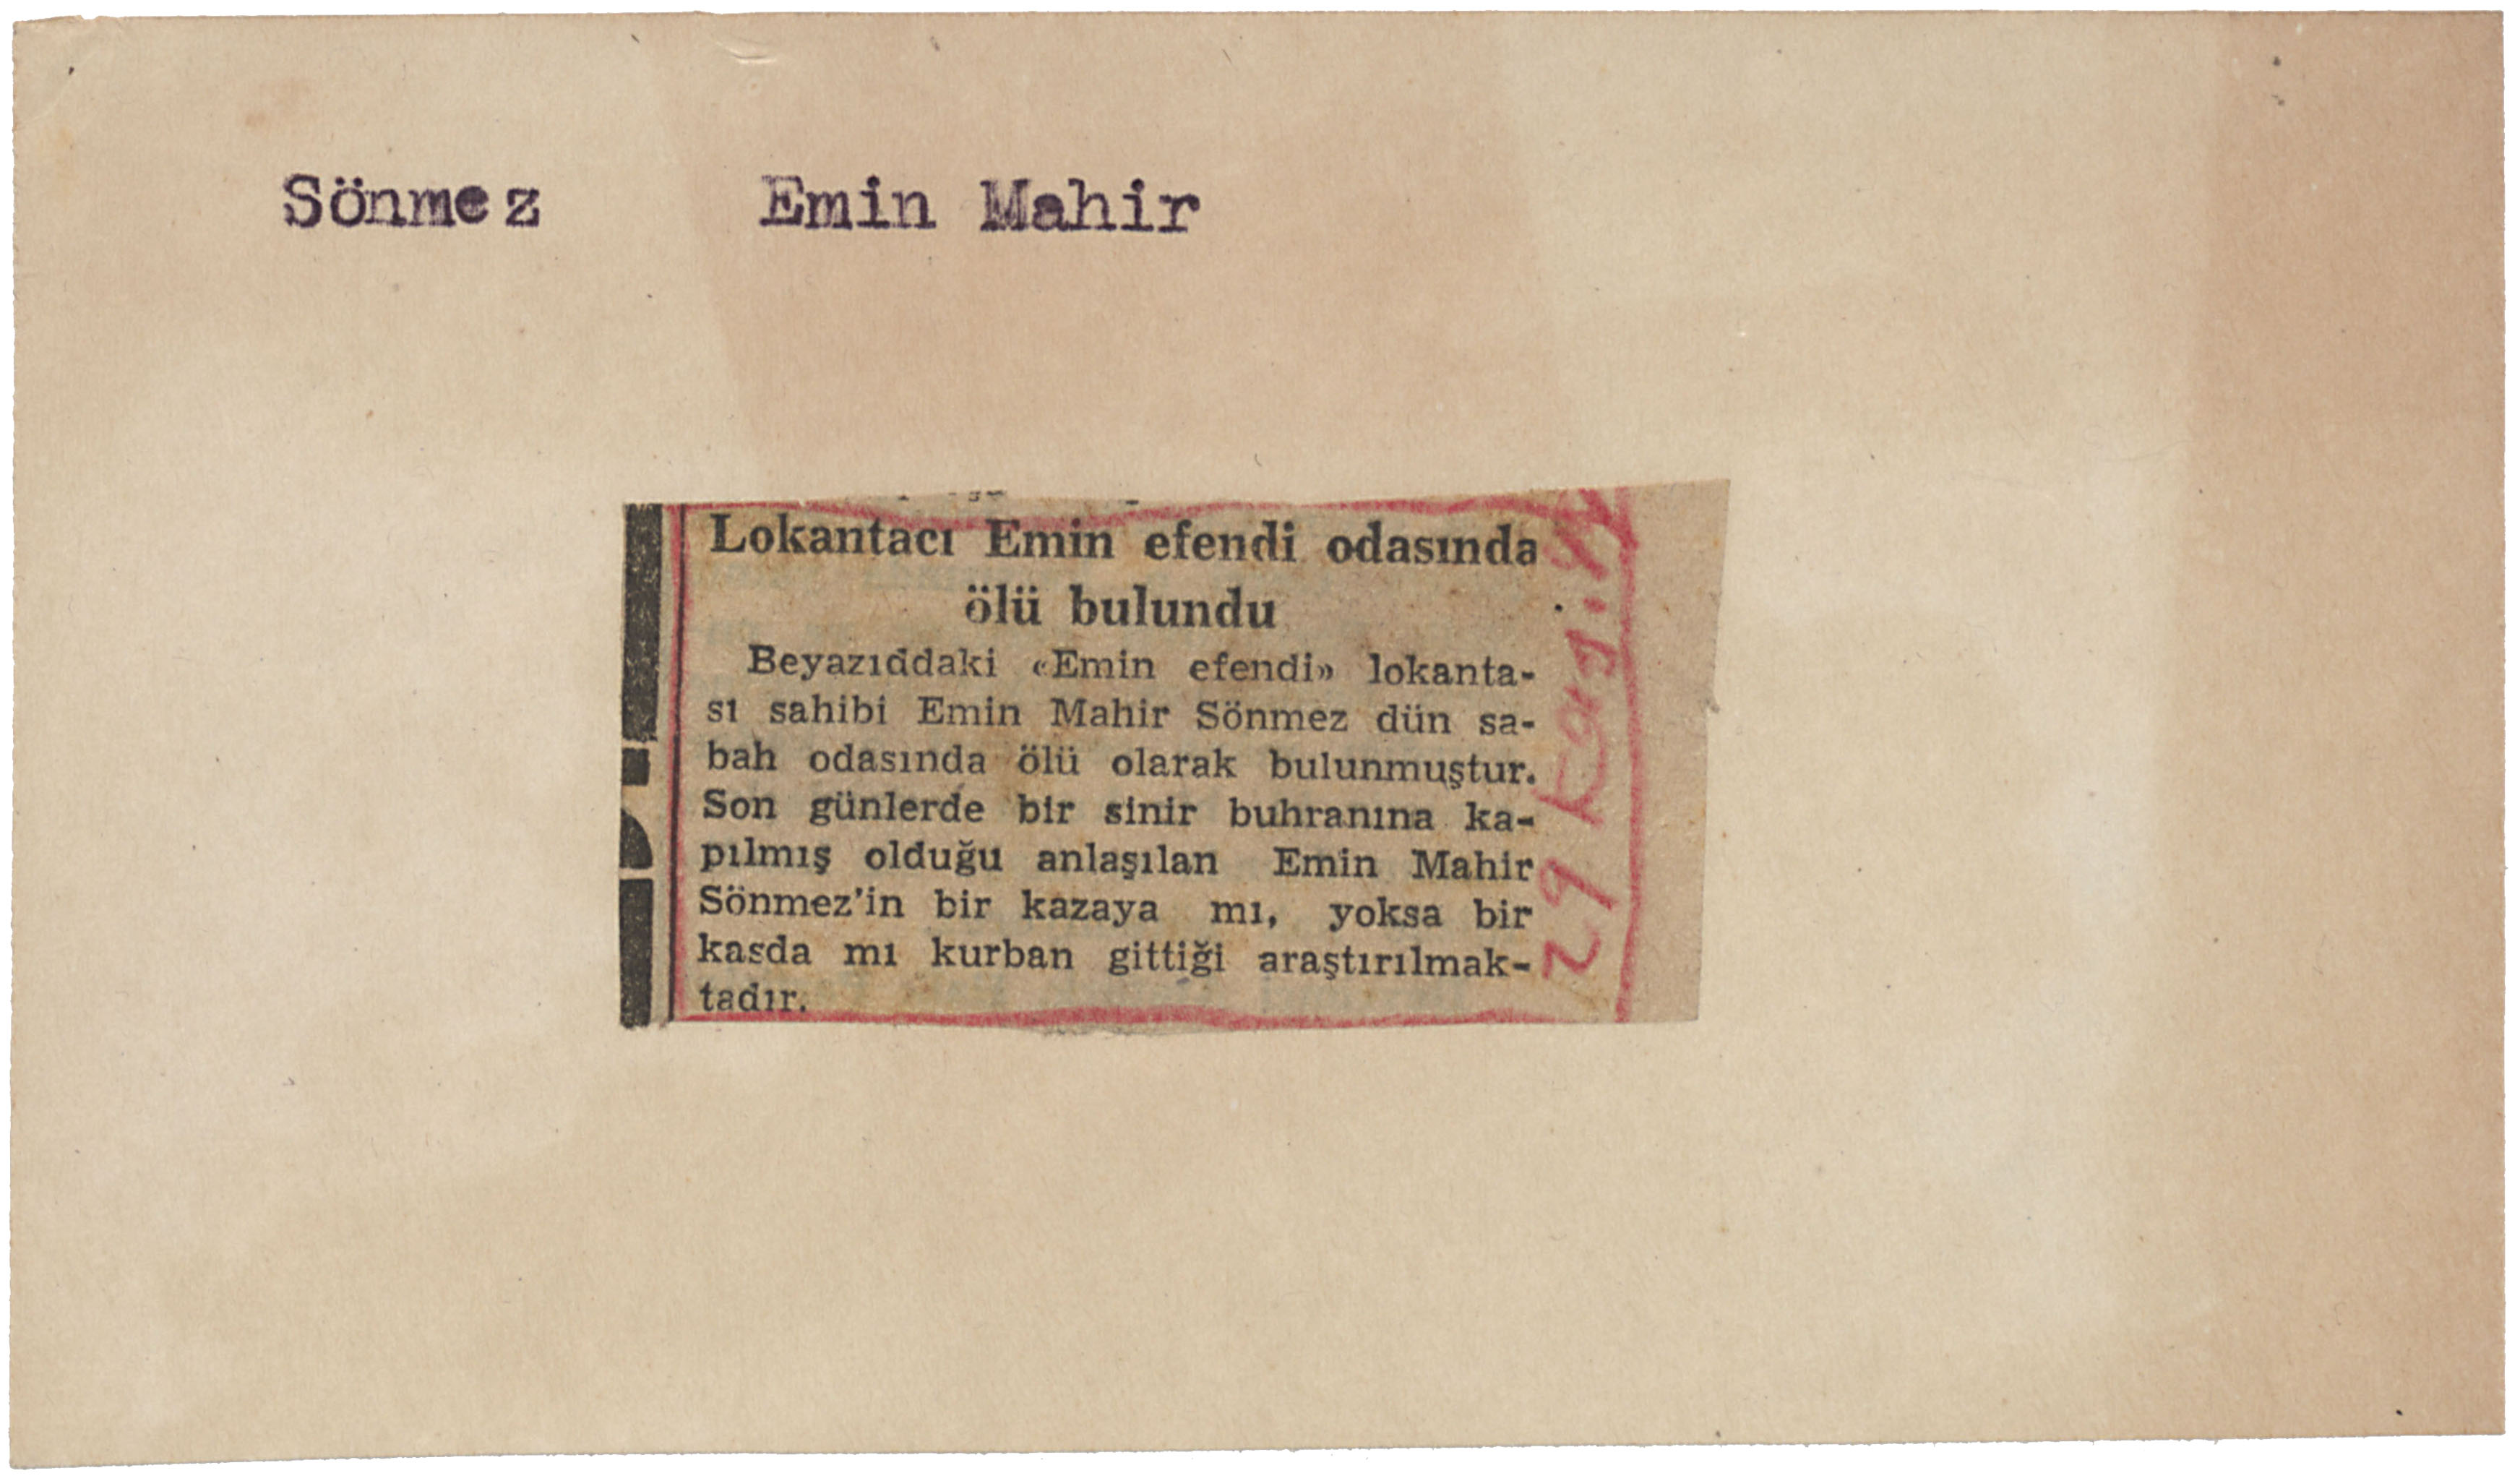 Sönmez Emin Mahir
Lokantacı Emin efendi odasında
ölü bulundu
Beyazıddaki «Emin efendi» lokanta-
sı sahibi Emin Mahir Sönmez dün sa-
bah odasında ölü olarak bulunmuştur.
Son günlerde bir sinir buhranına ka-
pılmış olduğu anlaşılan Emin Mahir
Sönmez'in bir kazaya mı, yoksa bir
kasda mı kurban gittiği araştırılmak-
tadır.
29 Kas.